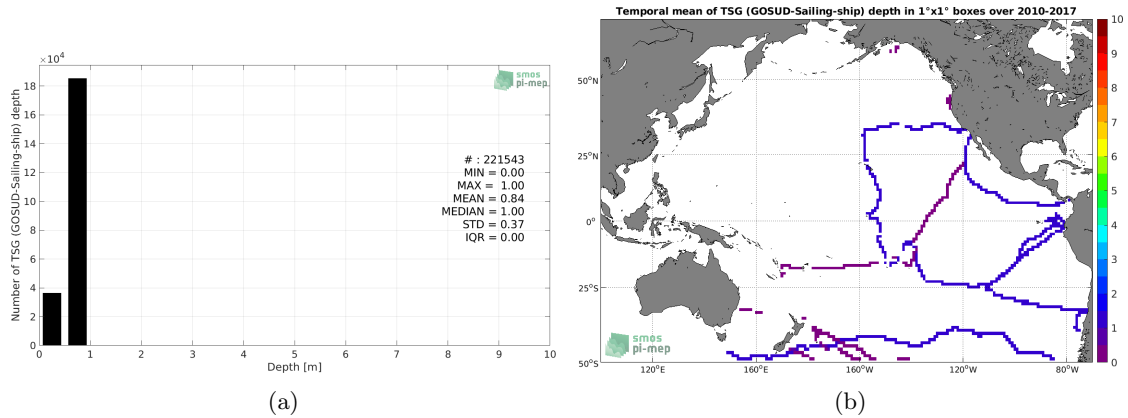 ×10⁴
18
16
14
12
10
8
6
4
2
0
Number of TSG (GOSUD-Sailing-ship) depth
0 1 2 3 4 5 6 7 8 9 10
Depth [m]
smos
pi-mep
# : 221543
MIN = 0.00
MAX = 1.00
MEAN = 0.84
MEDIAN = 1.00
STD = 0.37
IQR = 0.00
(a)
Temporal mean of TSG (GOSUD-Sailing-ship) depth in 1°x1° boxes over 2010-2017
50°N
25°N
0°
25°S
50°S
120°E 160°E 160°W 120°W 80°W
smos
pi-mep
10
9
8
7
6
5
4
3
2
1
0
(b)